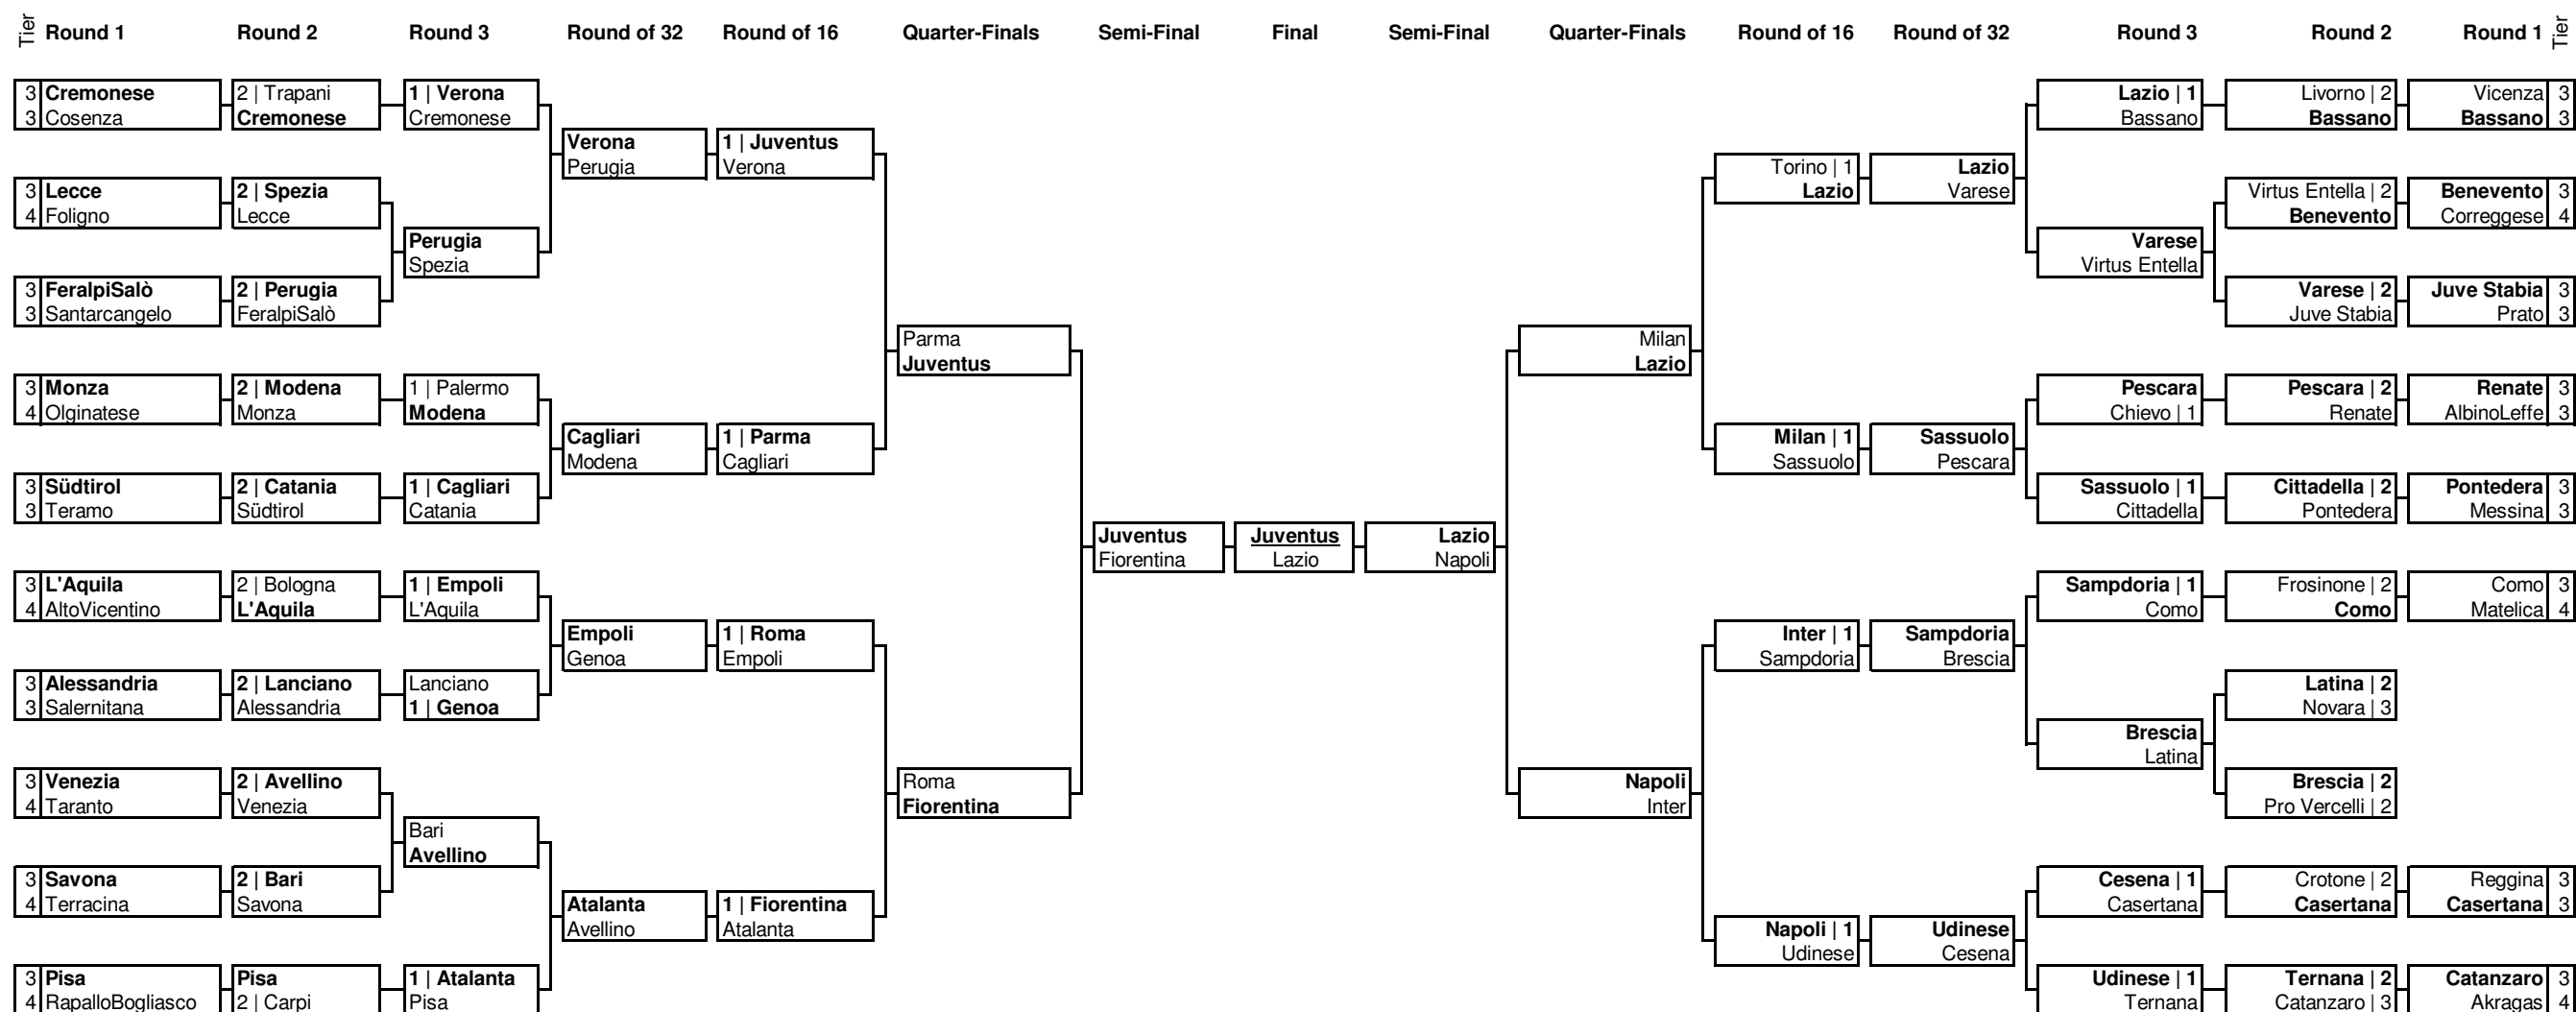 Tier Round 1 Round 2 Round 3 Round of 32 Round of 16 Quarter-Finals Semi-Final Final Semi-Final Quarter-Finals Round of 16 Round of 32 Round 3 Round 2 Round 1 Tier
3 Cremonese 2 | Trapani 1 | Verona Lazio | 1 Livorno | 2 Vicenza 3
3 Cosenza Cremonese Cremonese Bassano Bassano Bassano 3
Verona 1 | Juventus
Perugia Verona Torino | 1 Lazio
3 Lecce 2 | Spezia Lazio Varese Virtus Entella | 2 Benevento 3
4 Foligno Lecce Benevento Correggese 4
Perugia Varese
Spezia Virtus Entella
3 FeralpiSalò 2 | Perugia Varese | 2 Juve Stabia 3
3 Santarcangelo FeralpiSalò Juve Stabia Prato 3
Parma Milan
Juventus Lazio
3 Monza 2 | Modena 1 | Palermo Pescara Pescara | 2 Renate 3
4 Olginatese Monza Modena Chievo | 1 Renate AlbinoLeffe 3
Cagliari 1 | Parma Milan | 1 Sassuolo
Modena Cagliari Sassuolo Pescara
3 Südtirol 2 | Catania 1 | Cagliari Sassuolo | 1 Cittadella | 2 Pontedera 3
3 Teramo Südtirol Catania Cittadella Pontedera Messina 3
Juventus Juventus Lazio
Fiorentina Lazio Napoli
3 L'Aquila 2 | Bologna 1 | Empoli Sampdoria | 1 Frosinone | 2 Como 3
4 AltoVicentino L'Aquila L'Aquila Como Como Matelica 4
Empoli 1 | Roma Inter | 1 Sampdoria
Genoa Empoli Sampdoria Brescia
3 Alessandria 2 | Lanciano Lanciano Latina | 2
3 Salernitana Alessandria 1 | Genoa Novara | 3
Brescia
Latina
3 Venezia 2 | Avellino Roma Napoli Brescia | 2
4 Taranto Venezia Fiorentina Inter Pro Vercelli | 2
Bari
Avellino
3 Savona 2 | Bari Cesena | 1 Crotone | 2 Reggina 3
4 Terracina Savona Atalanta 1 | Fiorentina Casertana Casertana Casertana 3
Avellino Atalanta Napoli | 1 Udinese
Udinese Cesena
3 Pisa Pisa 1 | Atalanta Udinese | 1 Ternana | 2 Catanzaro 3
4 RapalloBogliasco 2 | Carpi Pisa Ternana Catanzaro | 3 Akragas 4